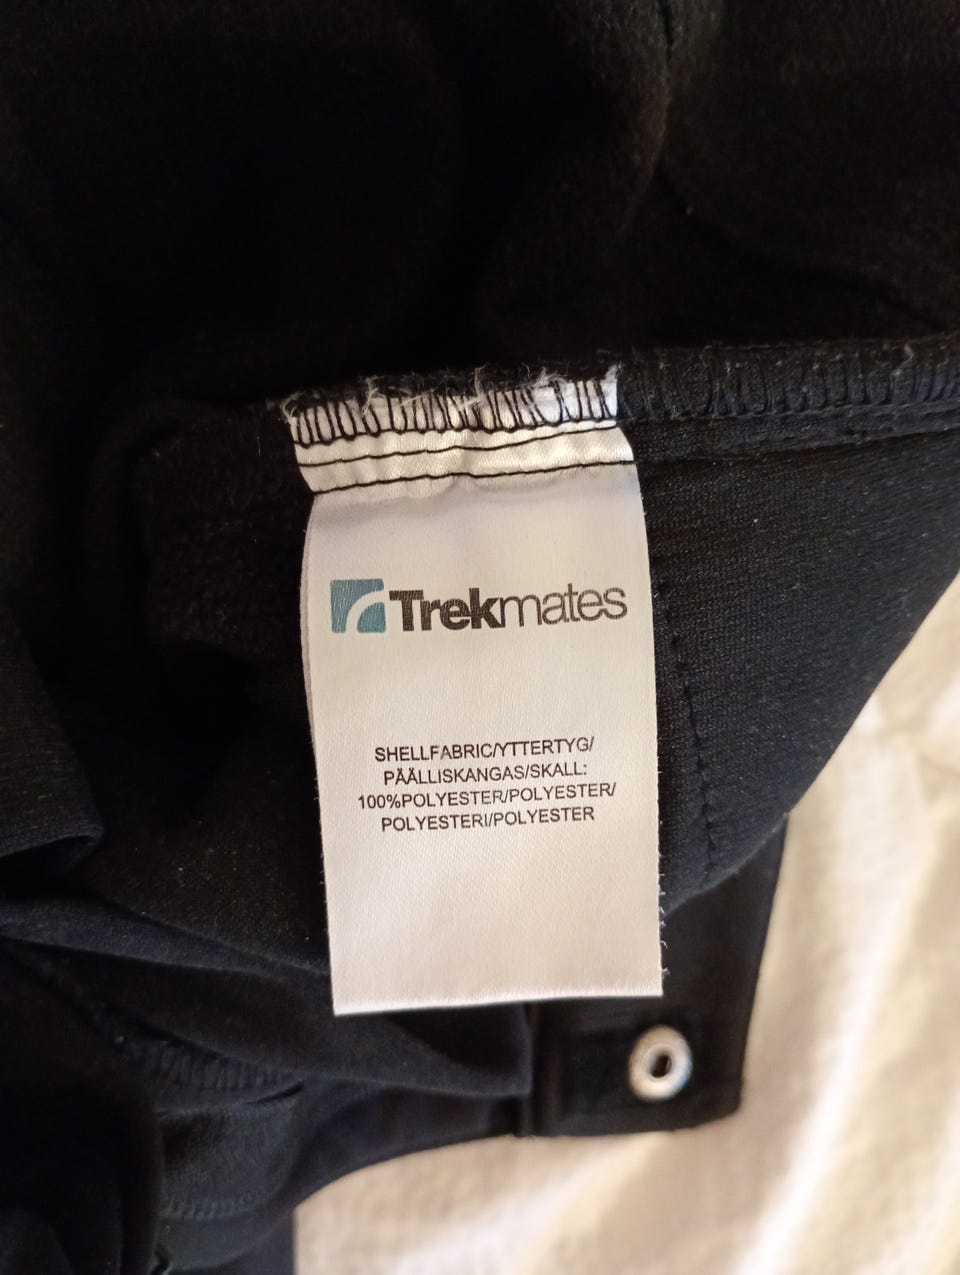 Trekmates
SHELLFABRIC/YTTERTYG/
PÄÄLLISKANGAS/SKALL:
100%POLYESTER/POLYESTER/
POLYESTERI/POLYESTER